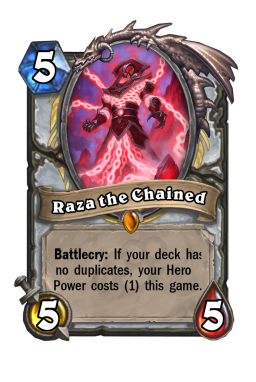 5
Raza the Chained
Battlecry: If your deck has
no duplicates, your Hero
Power costs (1) this game.
5
5